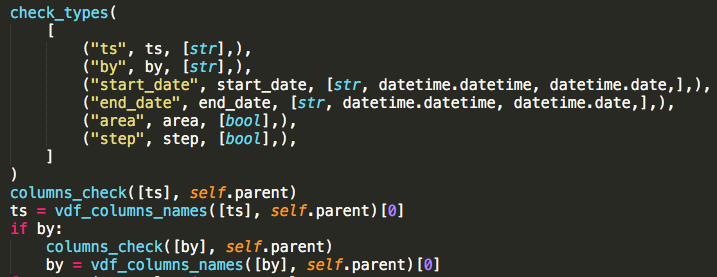 check_types(
    [
        ("ts", ts, [str],),
        ("by", by, [str],),
        ("start_date", start_date, [str, datetime.datetime, datetime.date,],),
        ("end_date", end_date, [str, datetime.datetime, datetime.date,],),
        ("area", area, [bool],),
        ("step", step, [bool],),
    ]
)
columns_check([ts], self.parent)
ts = vdf_columns_names([ts], self.parent)[0]
if by:
    columns_check([by], self.parent)
    by = vdf_columns_names([by], self.parent)[0]